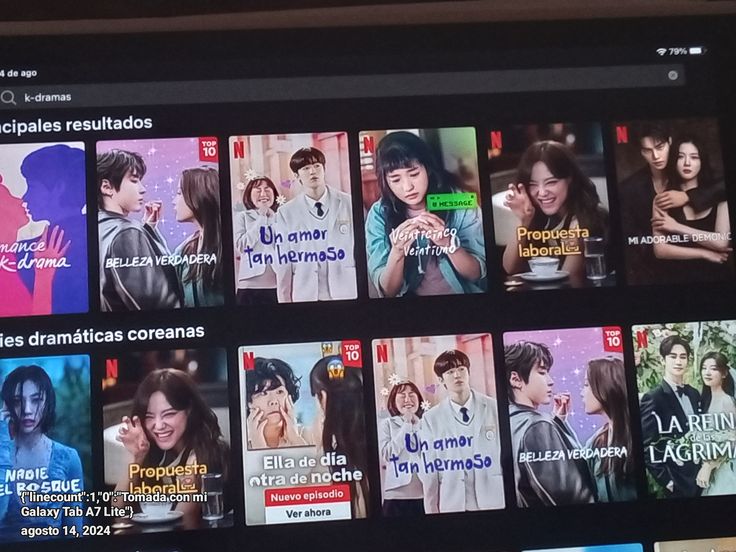 4 de ago
79%
k-dramas
ncipales resultados
mance
k-drama
TOP
10
BELLEZA VERDADERA
N
Un amor
tan hermoso
N
0 MESSAGE
Veinticinco
Veintiuno
N
Propuesta
laboral
N
MI ADORABLE DEMONIO
ies dramáticas coreanas
NADIE
EL BOSQUE
N
Propuesta
laboral
N
TOP
10
Ella de día
otra de noche
Nuevo episodio
Ver ahora
N
Un amor
tan hermoso
TOP
10
BELLEZA VERDADERA
N
LA REIN
de las
LÁGRIMA
{"linecount":1,"0":"Tomada con mi
Galaxy Tab A7 Lite"}
agosto 14, 2024